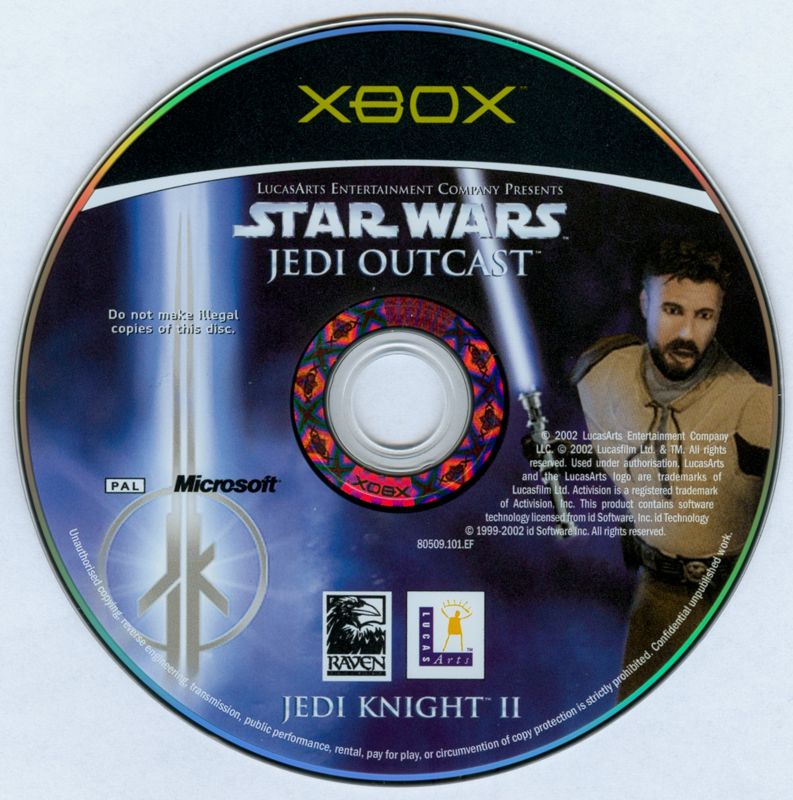 XBOX™
LucasArts Entertainment Company Presents
STAR WARS™
JEDI OUTCAST™
Do not make illegal
copies of this disc.
XBOX
PAL
Microsoft®
© 2002 LucasArts Entertainment Company
LLC. © 2002 Lucasfilm Ltd. & TM. All rights
reserved. Used under authorisation. LucasArts
and the LucasArts logo are trademarks of
Lucasfilm Ltd. Activision is a registered trademark
of Activision, Inc. This product contains software
technology licensed from id Software, Inc. id Technology
© 1999-2002 id Software Inc. All rights reserved.
80509.101.EF
RAVEN
LUCAS
Arts™
JEDI KNIGHT™ II
Unauthorised copying, reverse engineering, transmission, public performance, rental, pay for play, or circumvention of copy protection is strictly prohibited. Confidential unpublished work.